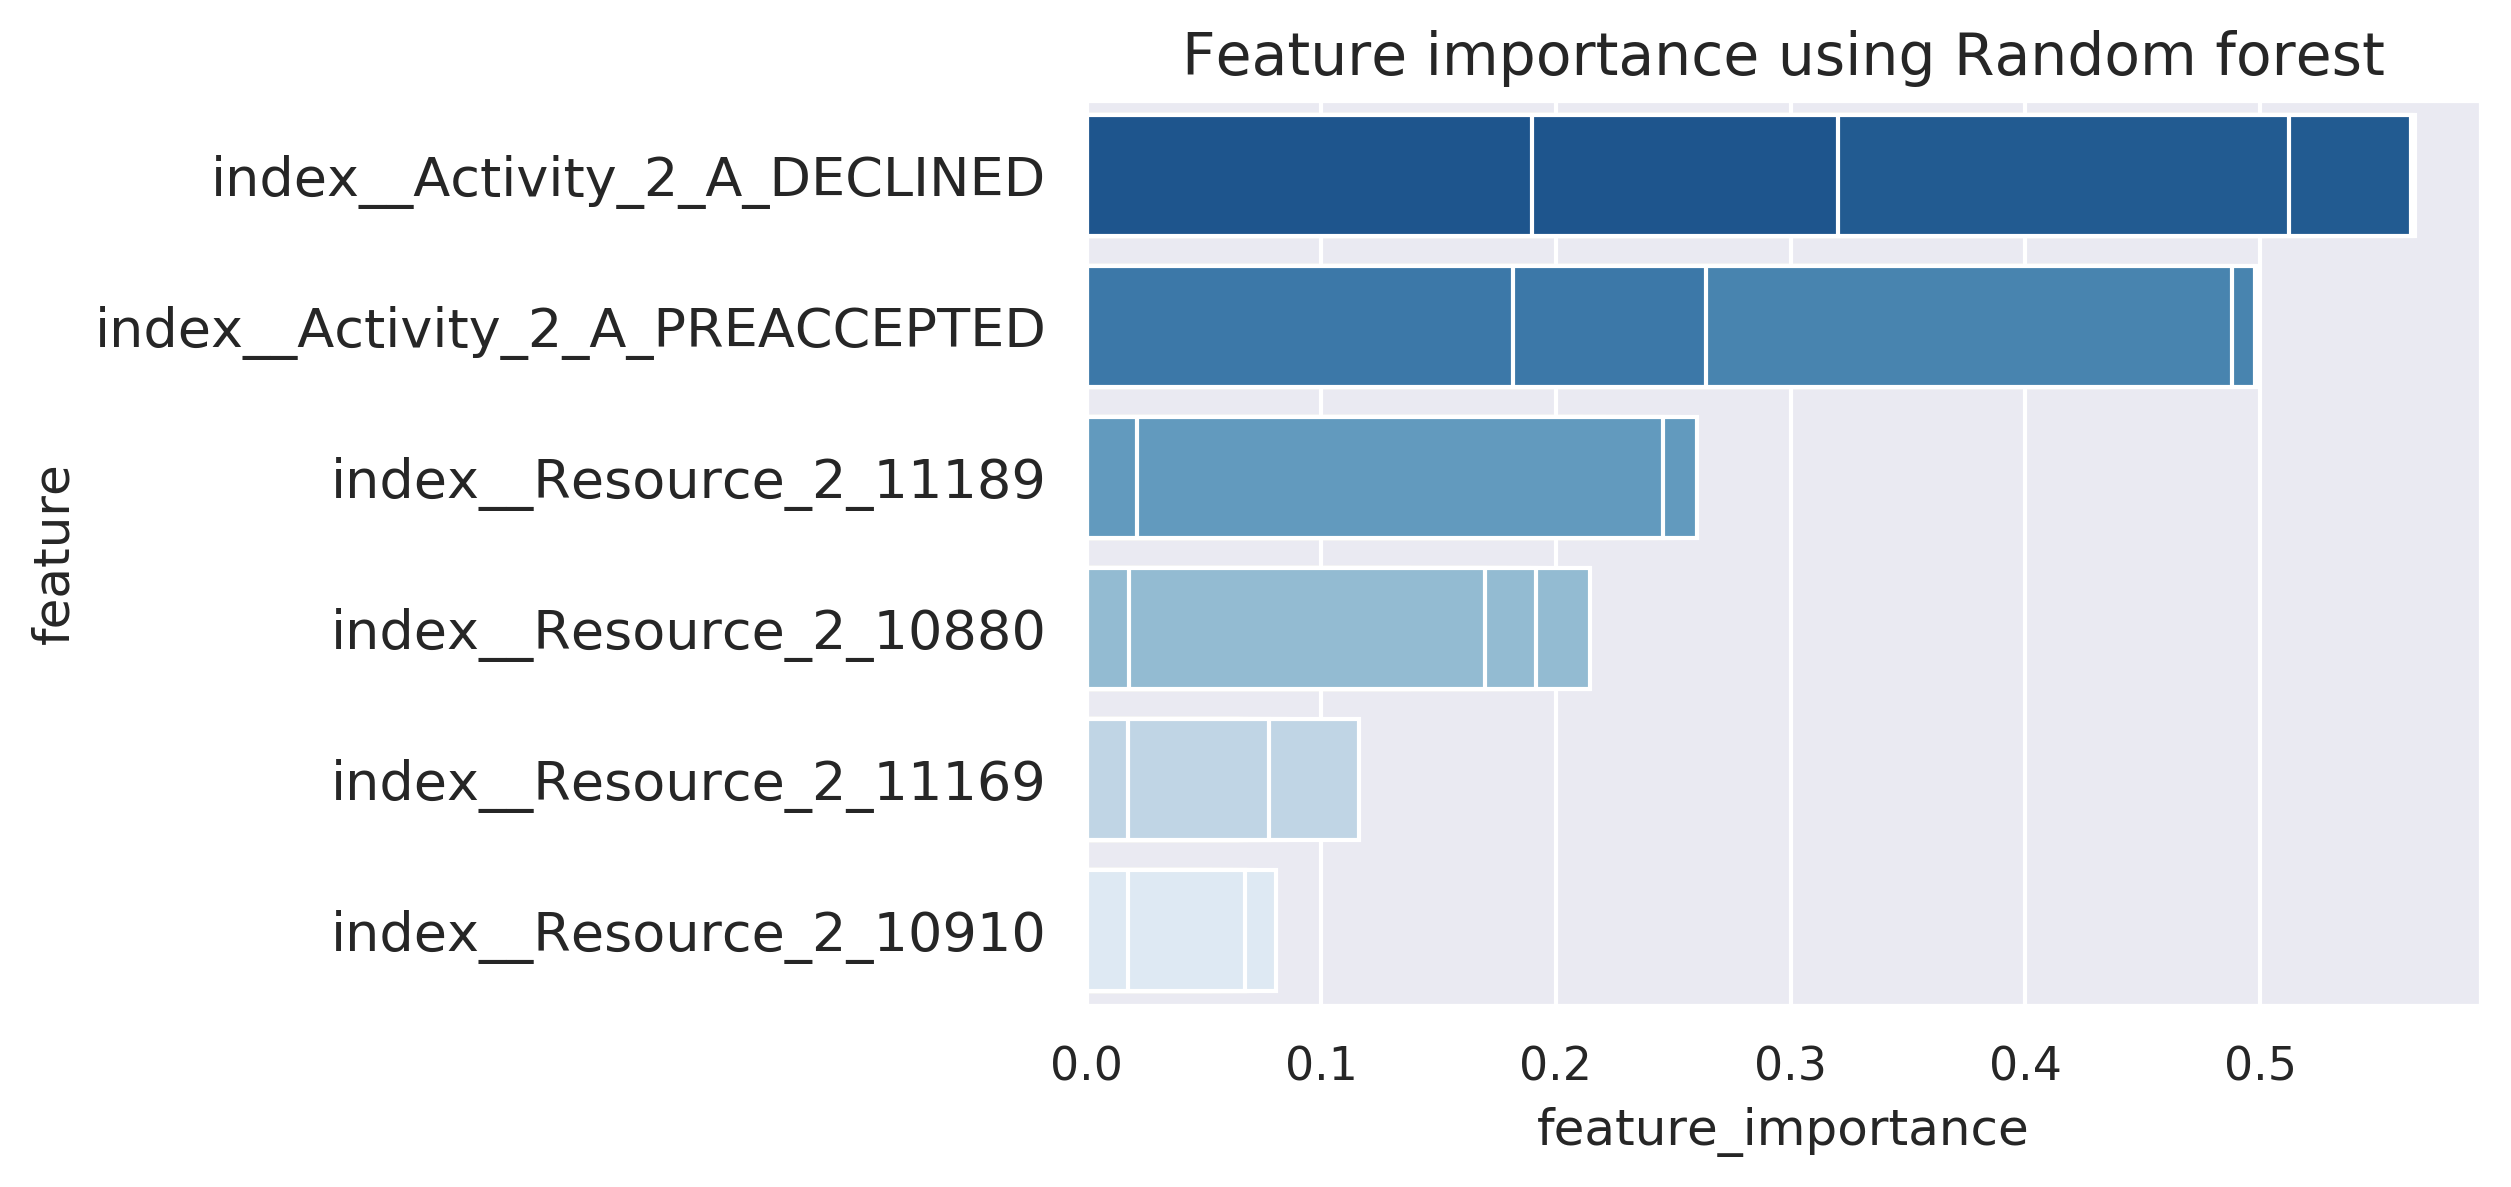 Feature importance using Random forest
index__Activity_2_A_DECLINED
index__Activity_2_A_PREACCEPTED
index__Resource_2_11189
index__Resource_2_10880
index__Resource_2_11169
index__Resource_2_10910
feature
0.0 0.1 0.2 0.3 0.4 0.5
feature_importance